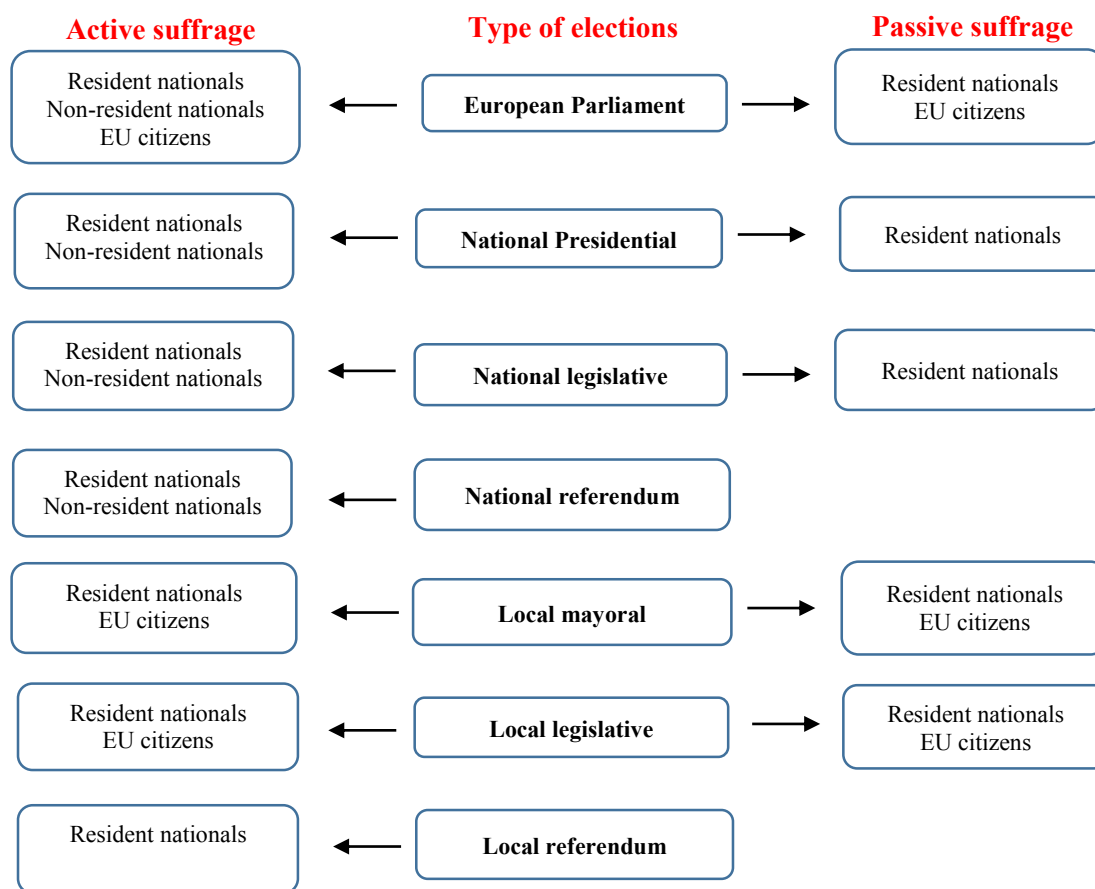 Active suffrage
Type of elections
Passive suffrage
Resident nationals
Non-resident nationals
EU citizens
European Parliament
Resident nationals
EU citizens
Resident nationals
Non-resident nationals
National Presidential
Resident nationals
Resident nationals
Non-resident nationals
National legislative
Resident nationals
Resident nationals
Non-resident nationals
National referendum
Resident nationals
EU citizens
Local mayoral
Resident nationals
EU citizens
Resident nationals
EU citizens
Local legislative
Resident nationals
EU citizens
Resident nationals
Local referendum